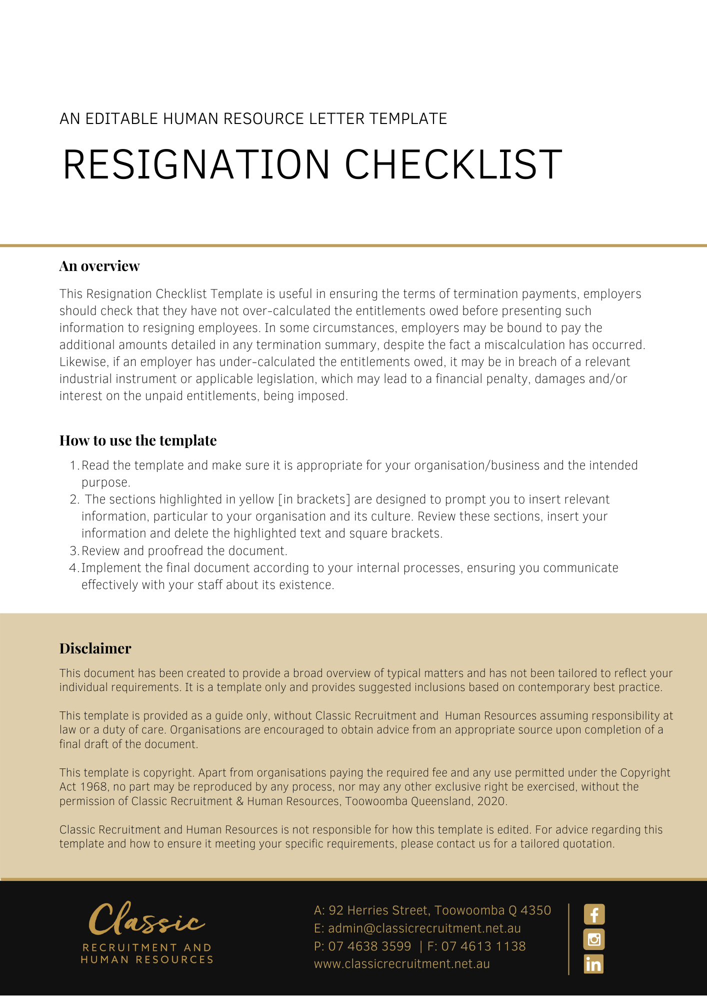 AN EDITABLE HUMAN RESOURCE LETTER TEMPLATE
RESIGNATION CHECKLIST
An overview
This Resignation Checklist Template is useful in ensuring the terms of termination payments, employers
should check that they have not over-calculated the entitlements owed before presenting such
information to resigning employees. In some circumstances, employers may be bound to pay the
additional amounts detailed in any termination summary, despite the fact a miscalculation has occurred.
Likewise, if an employer has under-calculated the entitlements owed, it may be in breach of a relevant
industrial instrument or applicable legislation, which may lead to a financial penalty, damages and/or
interest on the unpaid entitlements, being imposed.
How to use the template
1. Read the template and make sure it is appropriate for your organisation/business and the intended
purpose.
2. The sections highlighted in yellow [in brackets] are designed to prompt you to insert relevant
information, particular to your organisation and its culture. Review these sections, insert your
information and delete the highlighted text and square brackets.
3. Review and proofread the document.
4. Implement the final document according to your internal processes, ensuring you communicate
effectively with your staff about its existence.
Disclaimer
This document has been created to provide a broad overview of typical matters and has not been tailored to reflect your
individual requirements. It is a template only and provides suggested inclusions based on contemporary best practice.
This template is provided as a guide only, without Classic Recruitment and Human Resources assuming responsibility at
law or a duty of care. Organisations are encouraged to obtain advice from an appropriate source upon completion of a
final draft of the document.
This template is copyright. Apart from organisations paying the required fee and any use permitted under the Copyright
Act 1968, no part may be reproduced by any process, nor may any other exclusive right be exercised, without the
permission of Classic Recruitment & Human Resources, Toowoomba Queensland, 2020.
Classic Recruitment and Human Resources is not responsible for how this template is edited. For advice regarding this
template and how to ensure it meeting your specific requirements, please contact us for a tailored quotation.
Classic
RECRUITMENT AND
HUMAN RESOURCES
A: 92 Herries Street, Toowoomba Q 4350
E: admin@classicrecruitment.net.au
P: 07 4638 3599 | F: 07 4613 1138
www.classicrecruitment.net.au
f
in